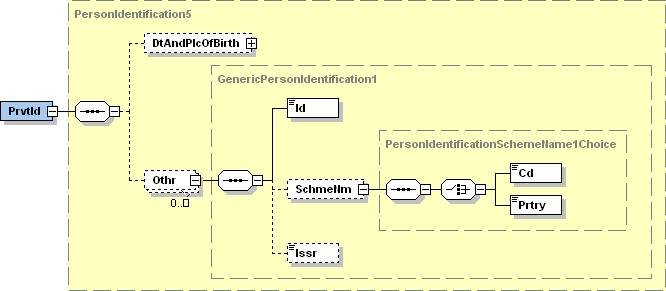 PersonIdentification5
DtAndPlcOfBirth
GenericPersonIdentification1
PrvtId
Id
PersonIdentificationSchemeName1Choice
Othr
0..
SchmeNm
Cd
Prtry
Issr